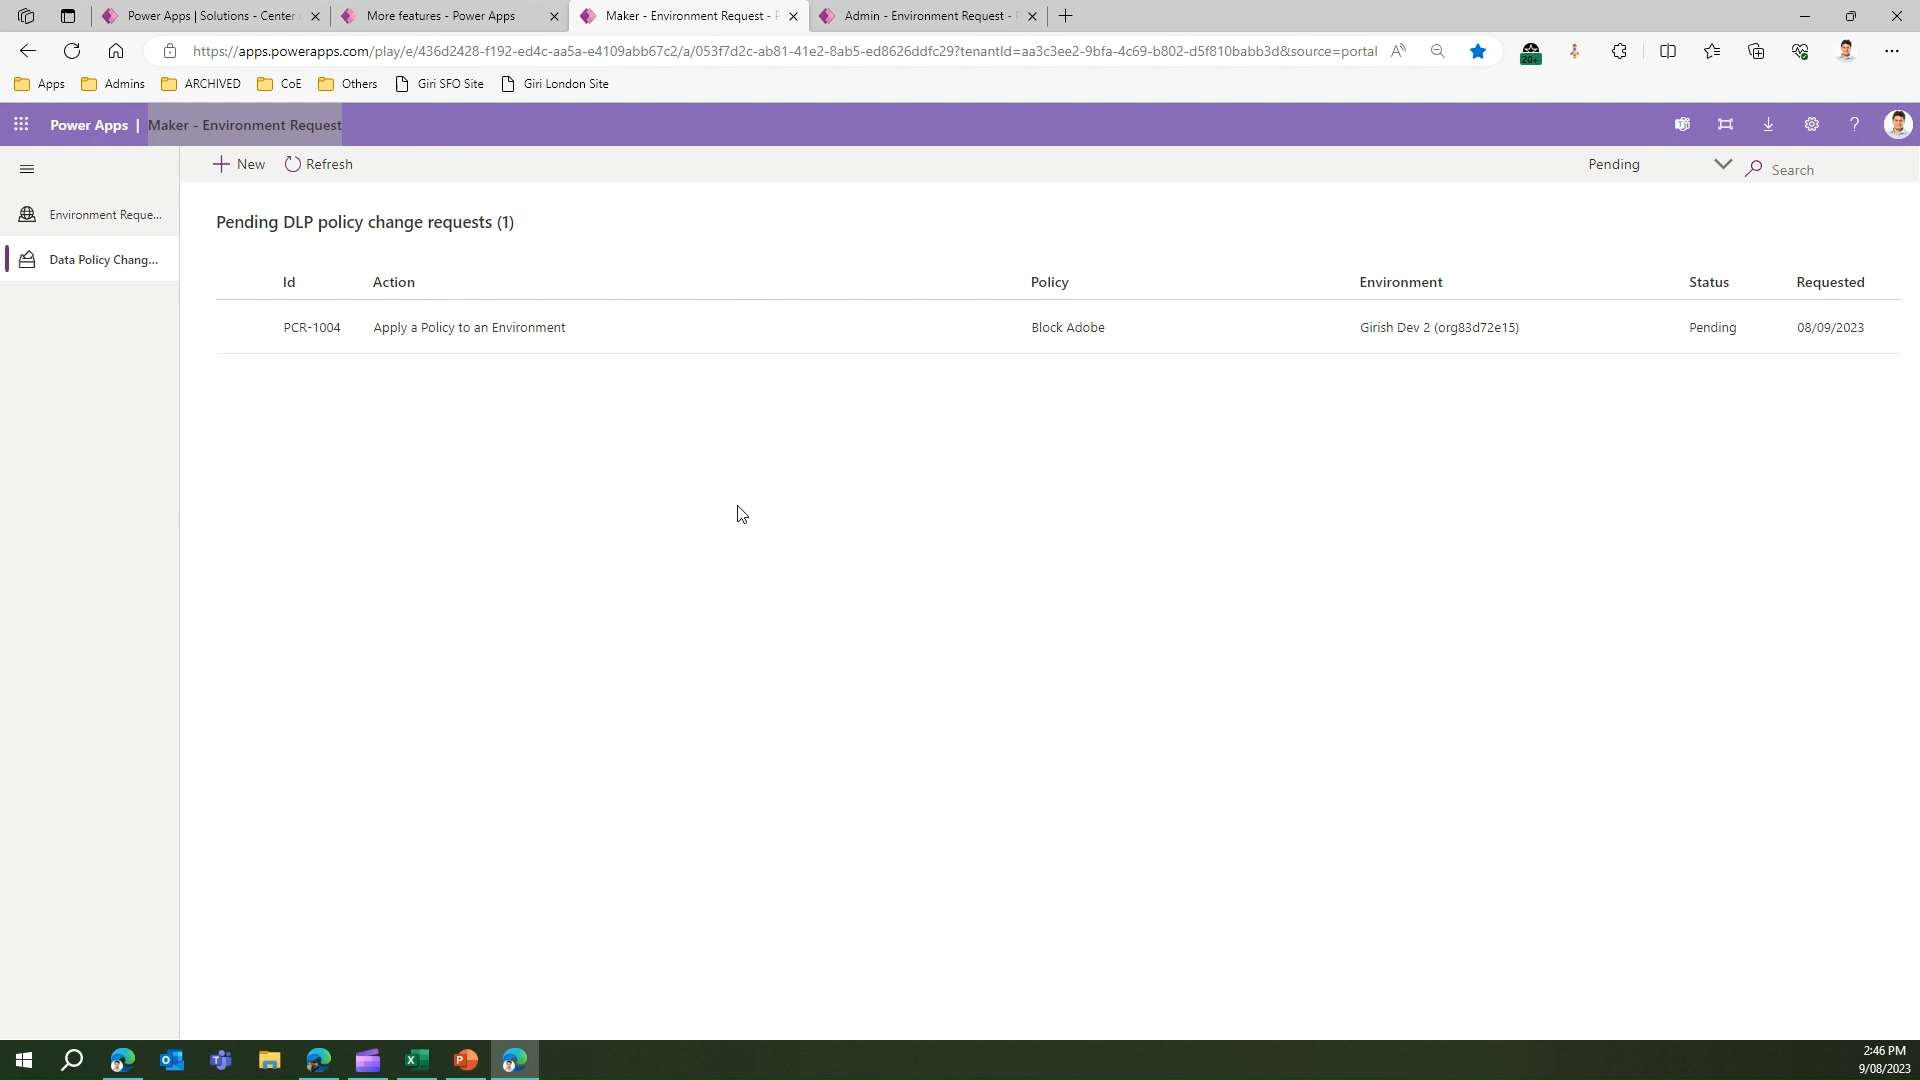 Power Apps | Solutions - Center
More features - Power Apps
Maker - Environment Request - P
Admin - Environment Request - P
https://apps.powerapps.com/play/e/436d2428-f192-ed4c-aa5a-e4109abb67c2/a/053f7d2c-ab81-41e2-8ab5-ed8626ddfc29?tenantId=aa3c3ee2-9bfa-4c69-b802-d5f810babb3d&source=portal
20+
Apps
Admins
ARCHIVED
CoE
Others
Giri SFO Site
Giri London Site
Power Apps | Maker - Environment Request
New
Refresh
Pending
Search
Environment Reque...
Data Policy Chang...
Pending DLP policy change requests (1)
Id Action Policy Environment Status Requested
PCR-1004 Apply a Policy to an Environment Block Adobe Girish Dev 2 (org83d72e15) Pending 08/09/2023
2:46 PM
9/08/2023